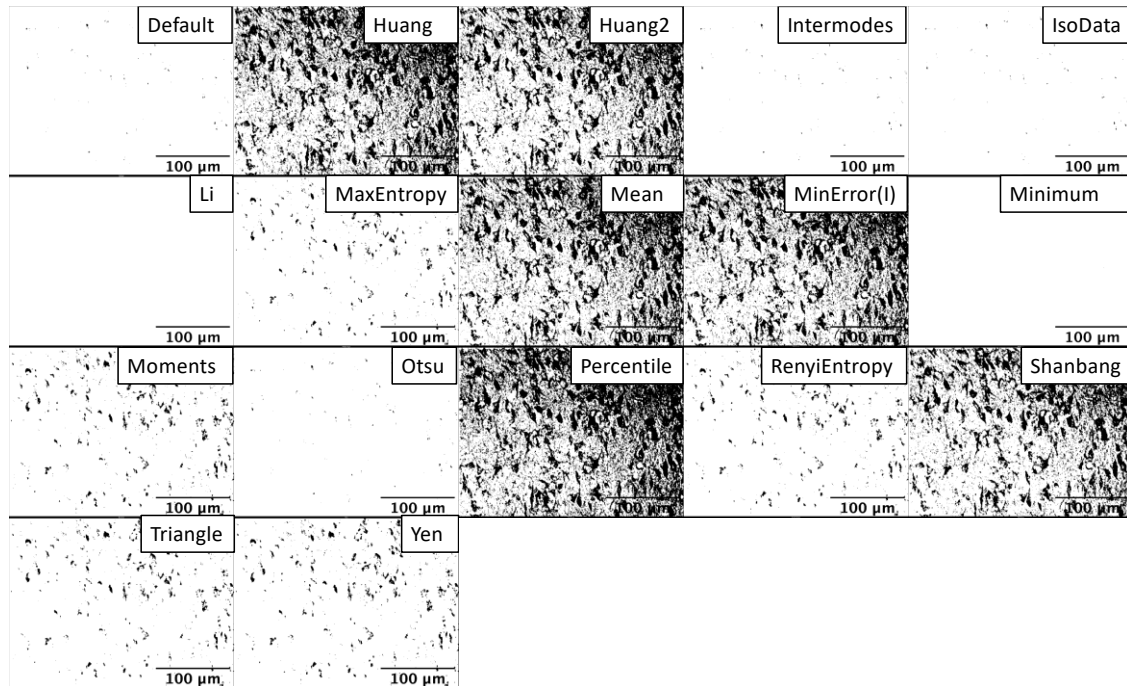 Default Huang Huang2 Intermodes IsoData
100 μm 100 μm 100 μm 100 μm 100 μm
Li MaxEntropy Mean MinError(I) Minimum
100 μm 100 μm 100 μm 100 μm 100 μm
Moments Otsu Percentile RenyiEntropy Shanbang
100 μm 100 μm 100 μm 100 μm 100 μm
Triangle Yen
100 μm 100 μm